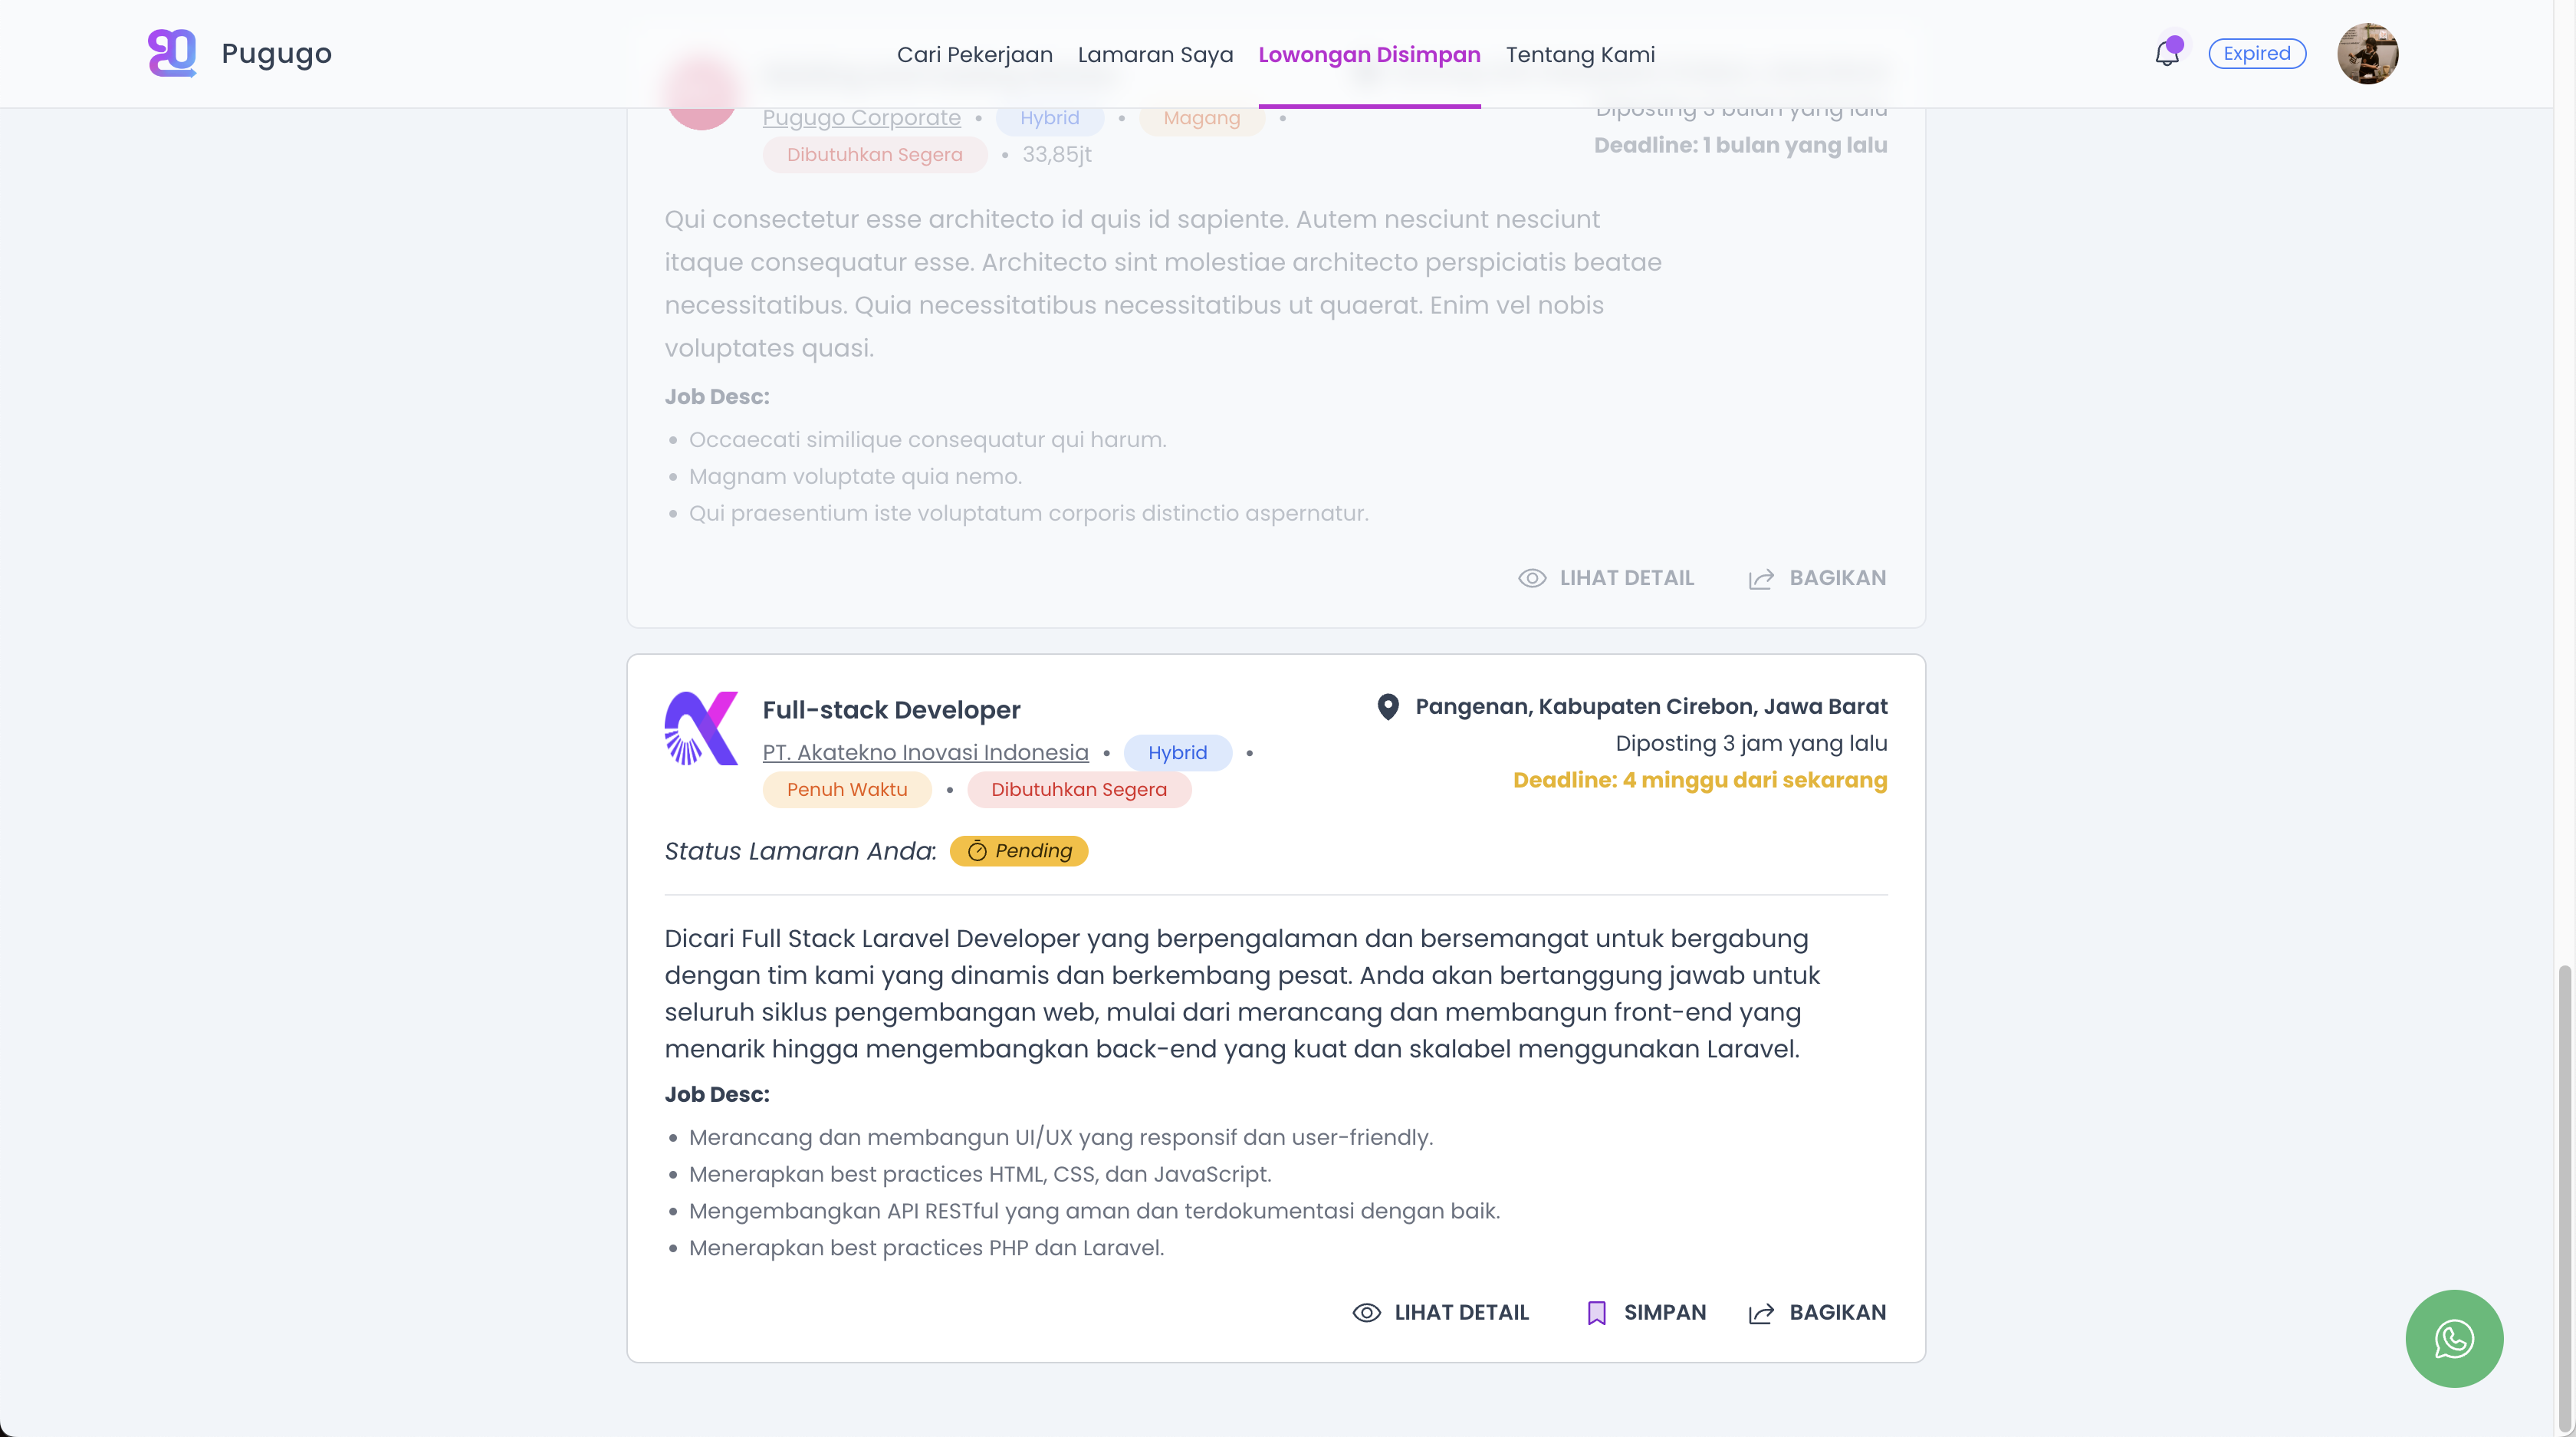 Pugugo
Cari Pekerjaan Lamaran Saya Lowongan Disimpan Tentang Kami
Expired
Pugugo Corporate • Hybrid • Magang •
Dibutuhkan Segera • 33,85jt
Diposting 3 bulan yang lalu
Deadline: 1 bulan yang lalu
Qui consectetur esse architecto id quis id sapiente. Autem nesciunt nesciunt
itaque consequatur esse. Architecto sint molestiae architecto perspiciatis beatae
necessitatibus. Quia necessitatibus necessitatibus ut quaerat. Enim vel nobis
voluptates quasi.
Job Desc:
• Occaecati similique consequatur qui harum.
• Magnam voluptate quia nemo.
• Qui praesentium iste voluptatum corporis distinctio aspernatur.
LIHAT DETAIL BAGIKAN
Full-stack Developer
PT. Akatekno Inovasi Indonesia • Hybrid •
Penuh Waktu • Dibutuhkan Segera
Pangenan, Kabupaten Cirebon, Jawa Barat
Diposting 3 jam yang lalu
Deadline: 4 minggu dari sekarang
Status Lamaran Anda: Pending
Dicari Full Stack Laravel Developer yang berpengalaman dan bersemangat untuk bergabung
dengan tim kami yang dinamis dan berkembang pesat. Anda akan bertanggung jawab untuk
seluruh siklus pengembangan web, mulai dari merancang dan membangun front-end yang
menarik hingga mengembangkan back-end yang kuat dan skalabel menggunakan Laravel.
Job Desc:
• Merancang dan membangun UI/UX yang responsif dan user-friendly.
• Menerapkan best practices HTML, CSS, dan JavaScript.
• Mengembangkan API RESTful yang aman dan terdokumentasi dengan baik.
• Menerapkan best practices PHP dan Laravel.
LIHAT DETAIL SIMPAN BAGIKAN